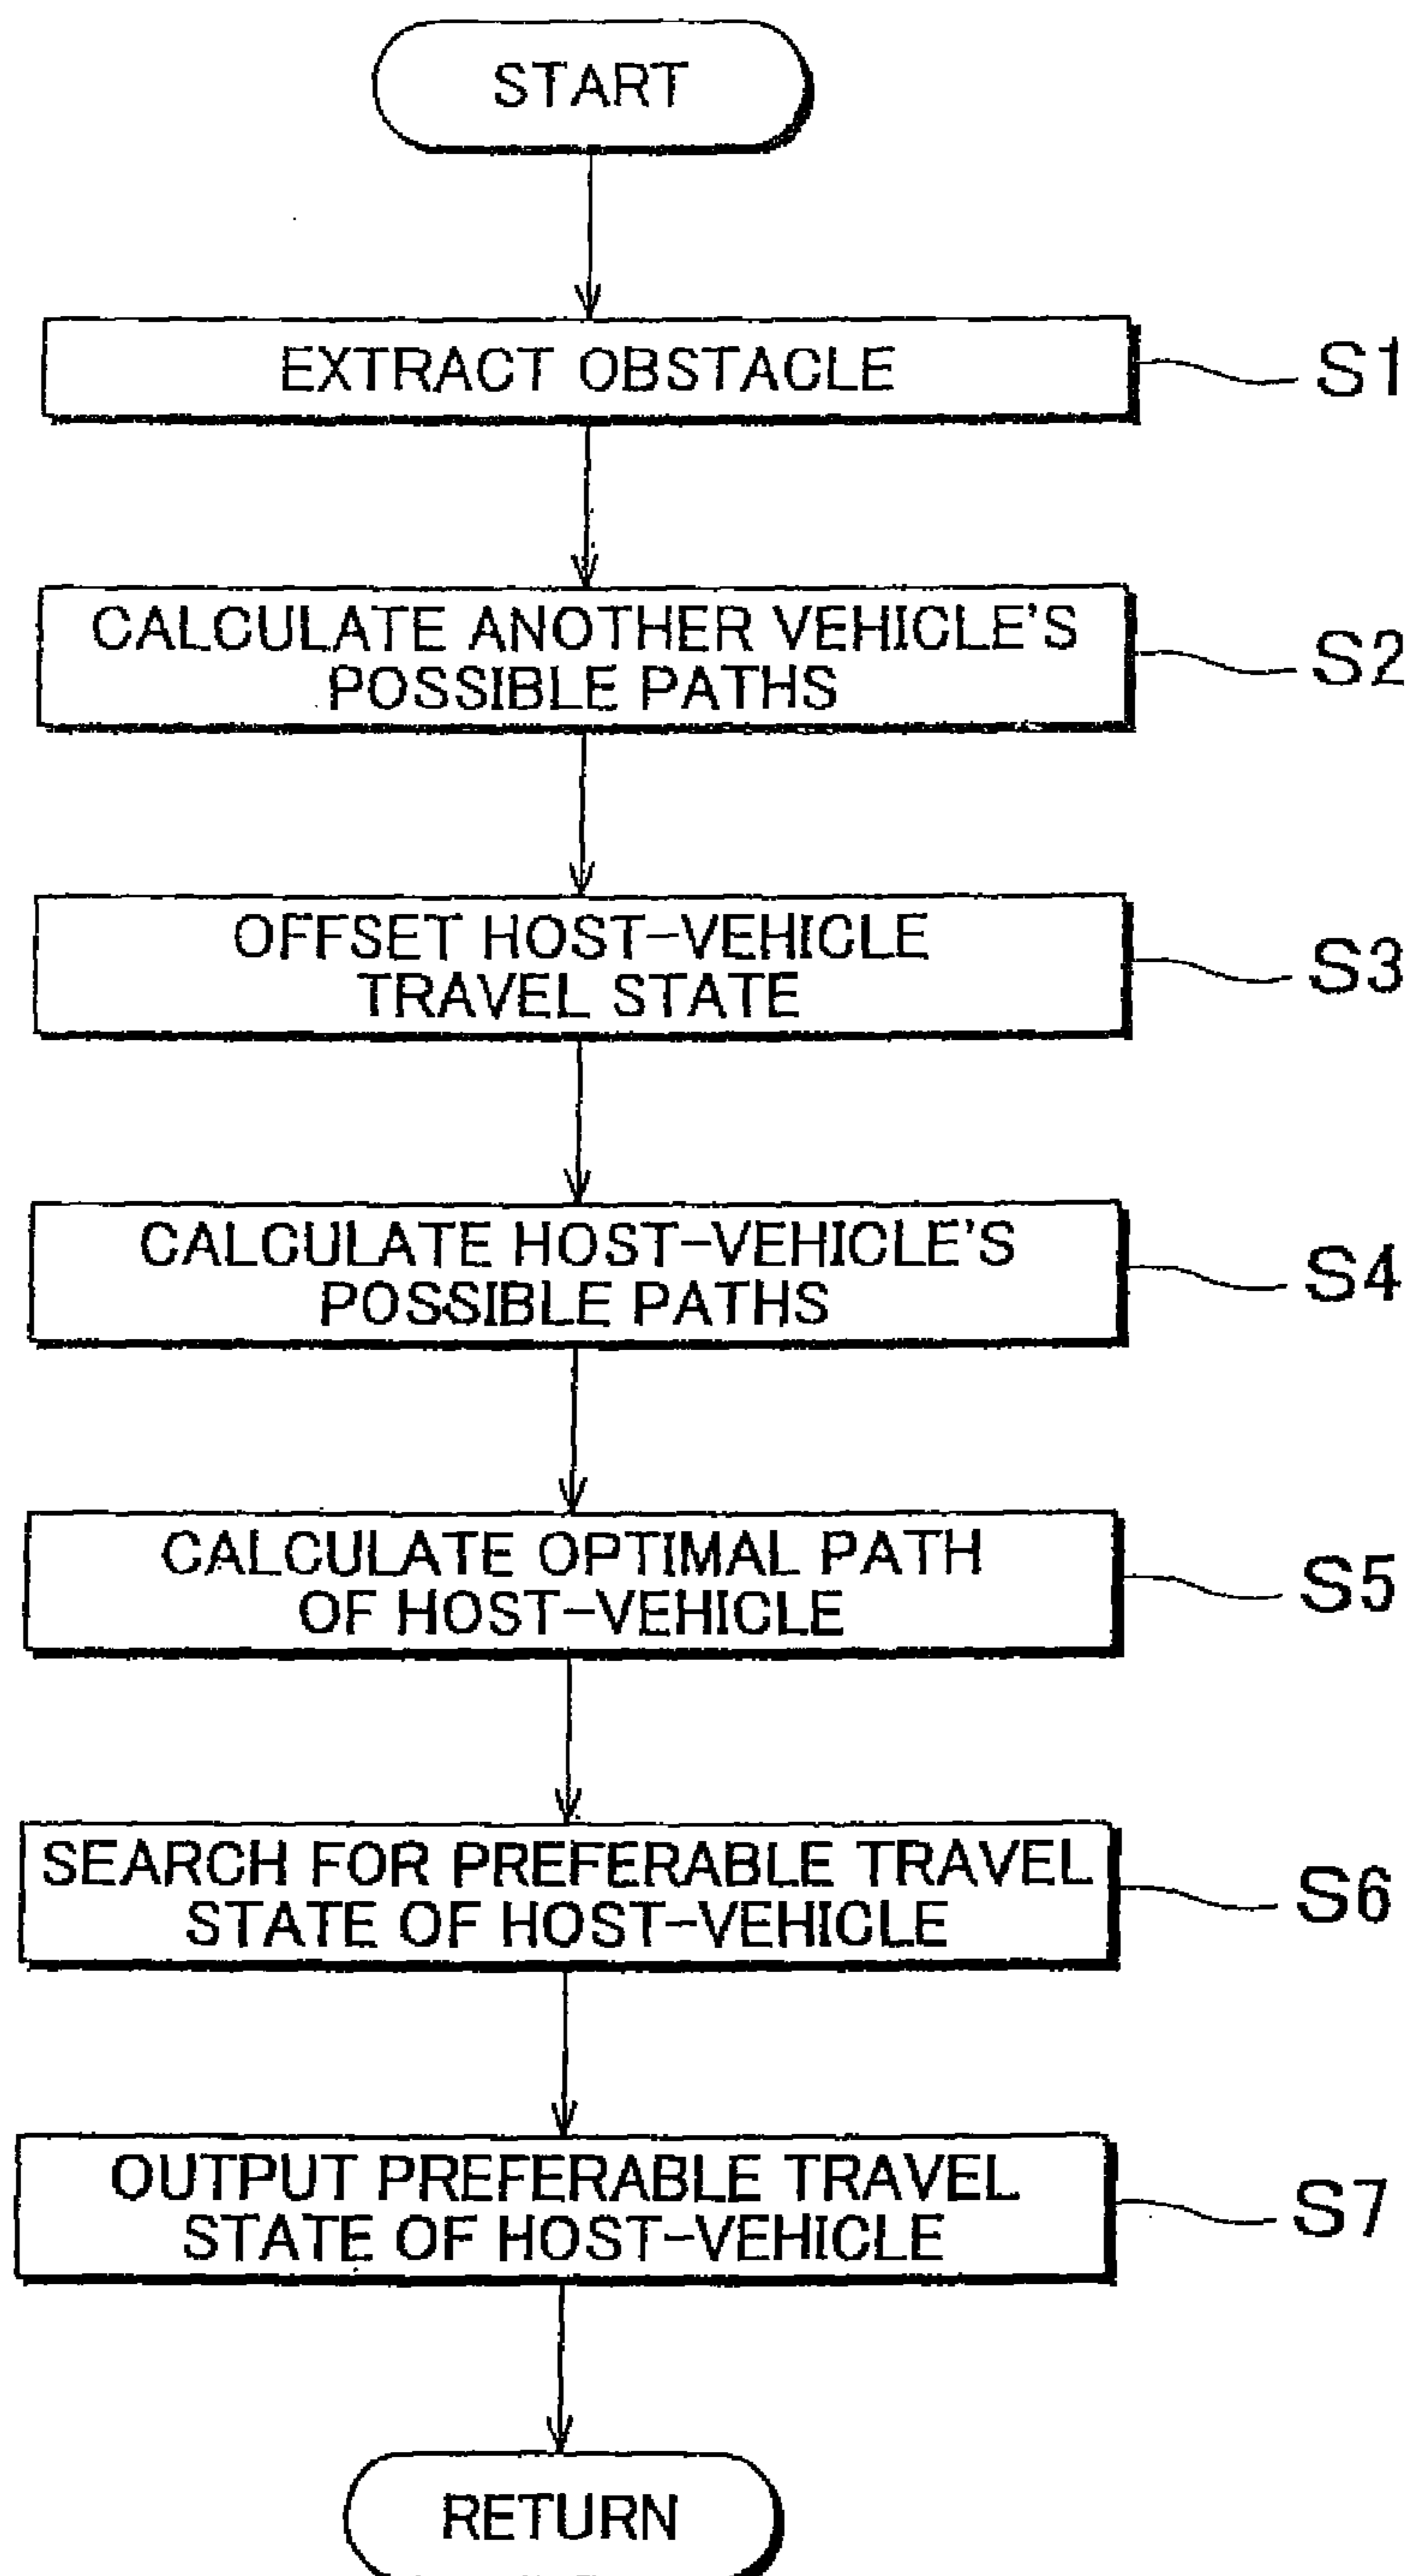 START
EXTRACT OBSTACLE
S1
CALCULATE ANOTHER VEHICLE'S
POSSIBLE PATHS
S2
OFFSET HOST-VEHICLE
TRAVEL STATE
S3
CALCULATE HOST-VEHICLE'S
POSSIBLE PATHS
S4
CALCULATE OPTIMAL PATH
OF HOST-VEHICLE
S5
SEARCH FOR PREFERABLE TRAVEL
STATE OF HOST-VEHICLE
S6
OUTPUT PREFERABLE TRAVEL
STATE OF HOST-VEHICLE
S7
RETURN